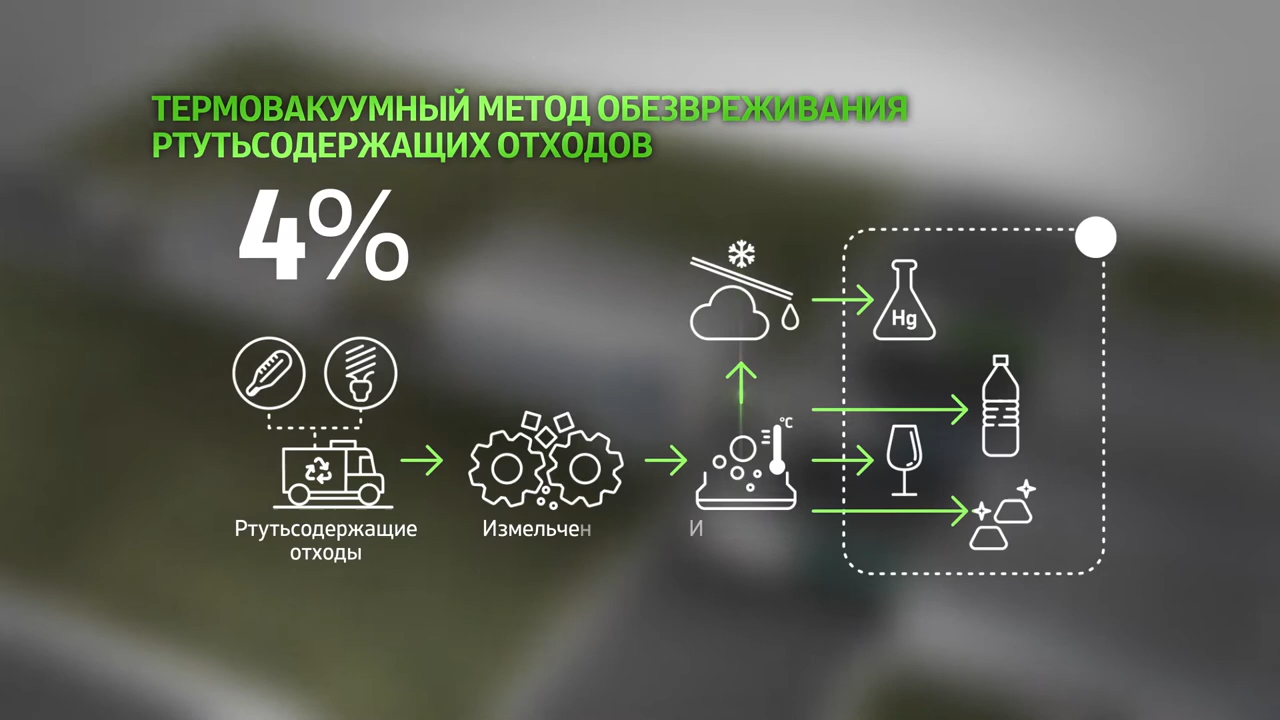 ТЕРМОВАКУУМНЫЙ МЕТОД ОБЕЗВРЕЖИВАНИЯ
РТУТЬСОДЕРЖАЩИХ ОТХОДОВ
4%
Hg
°C
Ртутьсодержащие
отходы
Измельчен
И